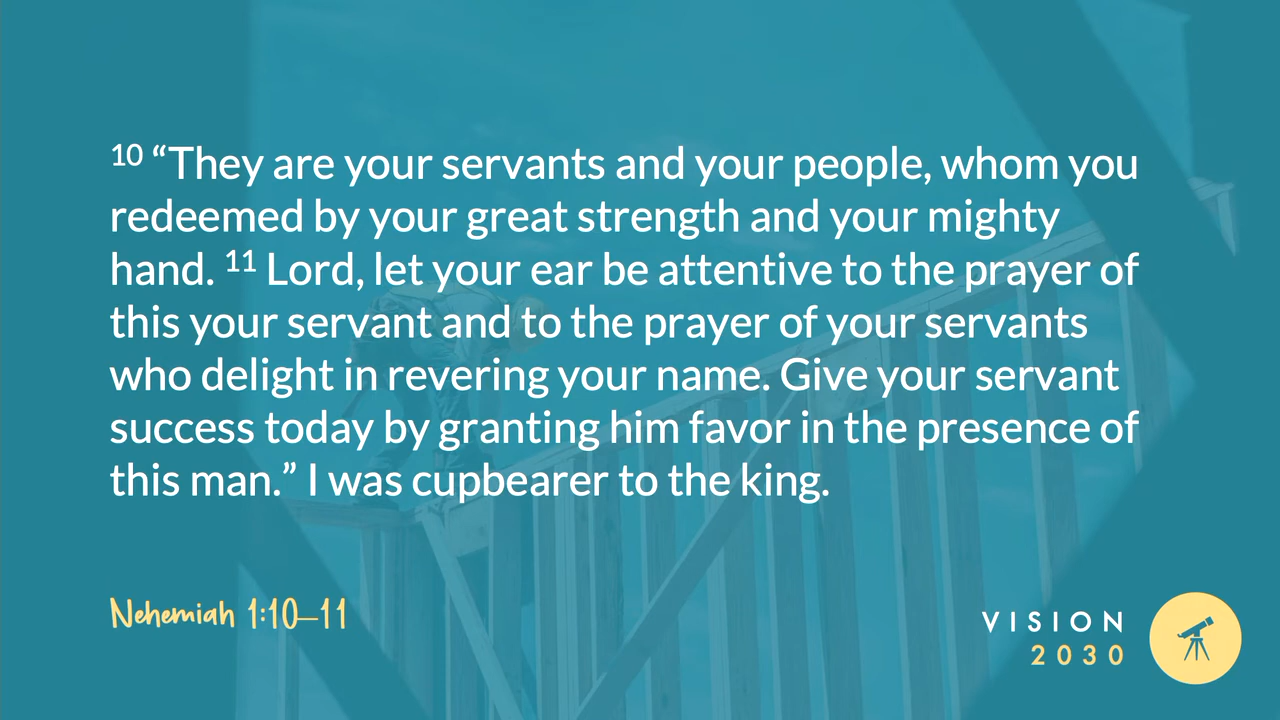 10 “They are your servants and your people, whom you
redeemed by your great strength and your mighty
hand. 11 Lord, let your ear be attentive to the prayer of
this your servant and to the prayer of your servants
who delight in revering your name. Give your servant
success today by granting him favor in the presence of
this man.” I was cupbearer to the king.
Nehemiah 1:10—11
VISION
2030